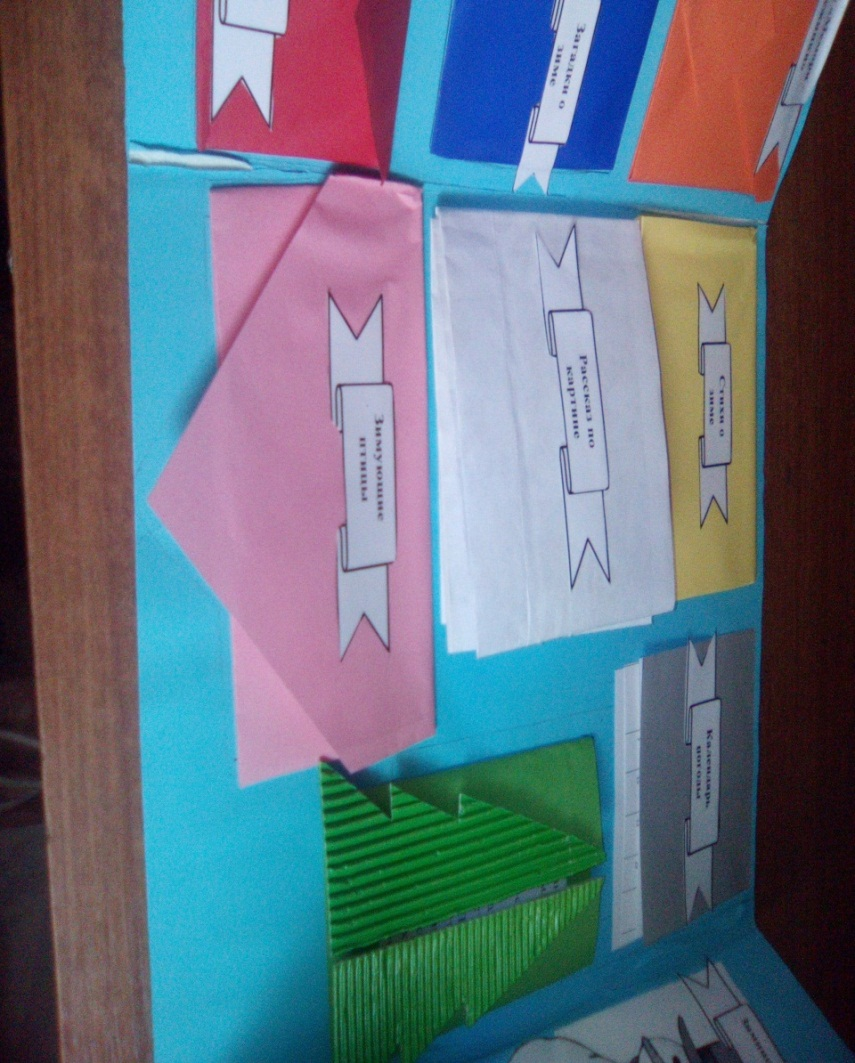 Загадки о
зиме
Стихи о
зиме
Рассказ по
картине
Зимующие
птицы
Календарь
погоды